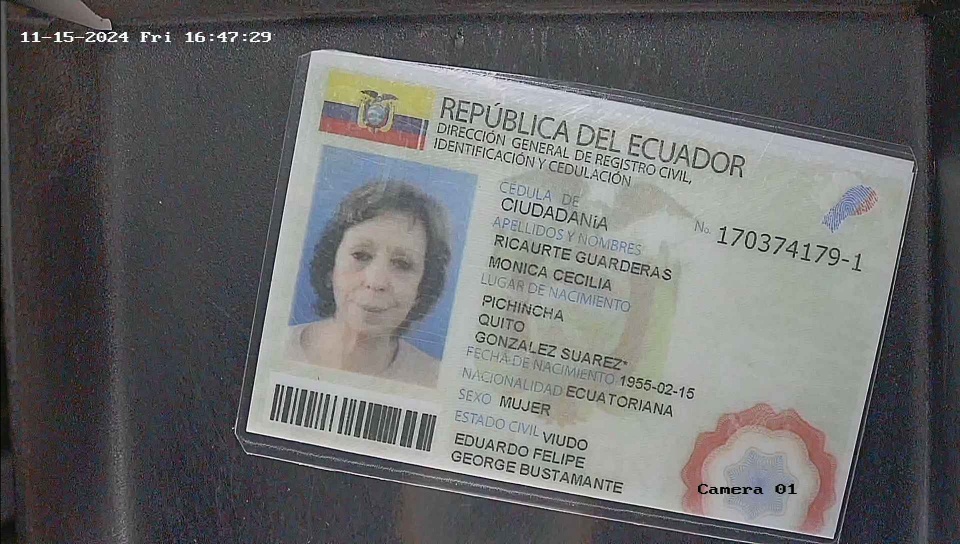 11-15-2024 Fri 16:47:29
REPÚBLICA DEL ECUADOR
DIRECCIÓN GENERAL DE REGISTRO CIVIL,
IDENTIFICACIÓN Y CEDULACIÓN
CÉDULA DE
CIUDADANíA
No. 170374179-1
APELLIDOS Y NOMBRES
RICAURTE GUARDERAS
MONICA CECILIA
LUGAR DE NACIMIENTO
PICHINCHA
QUITO
GONZALEZ SUAREZ*
FECHA DE NACIMIENTO 1955-02-15
NACIONALIDAD ECUATORIANA
SEXO MUJER
ESTADO CIVIL VIUDO
EDUARDO FELIPE
GEORGE BUSTAMANTE
Camera 01